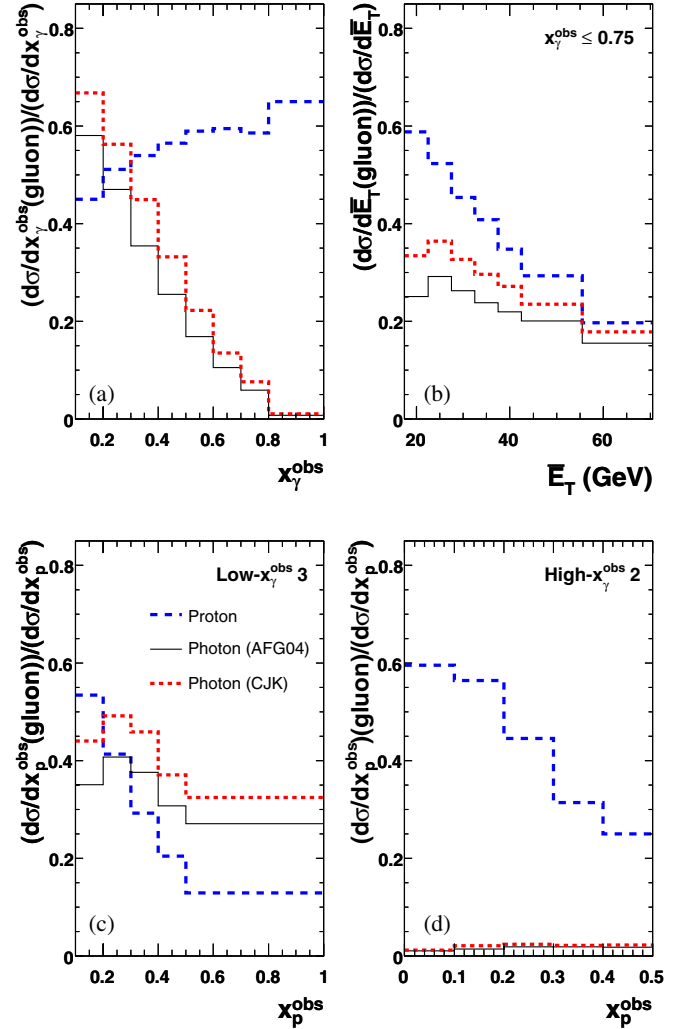 (dσ/dx_γ^obs(gluon))/(dσ/dx_γ^obs)
0.8
0.6
0.4
0.2
0
(a)
0.2 0.4 0.6 0.8 1
x_γ^obs
(dσ/dE̅_T(gluon))/(dσ/dE̅_T)
x_γ^obs ≤ 0.75
0.8
0.6
0.4
0.2
0
(b)
20 40 60
E̅_T (GeV)
(dσ/dx_p^obs(gluon))/(dσ/dx_p^obs)
Low-x_γ^obs 3
Proton
Photon (AFG04)
Photon (CJK)
0.8
0.6
0.4
0.2
0
(c)
0.2 0.4 0.6 0.8 1
x_p^obs
(dσ/dx_p^obs)(gluon))/(dσ/dx_p^obs)
High-x_γ^obs 2
0.8
0.6
0.4
0.2
0
(d)
0 0.1 0.2 0.3 0.4 0.5
x_p^obs